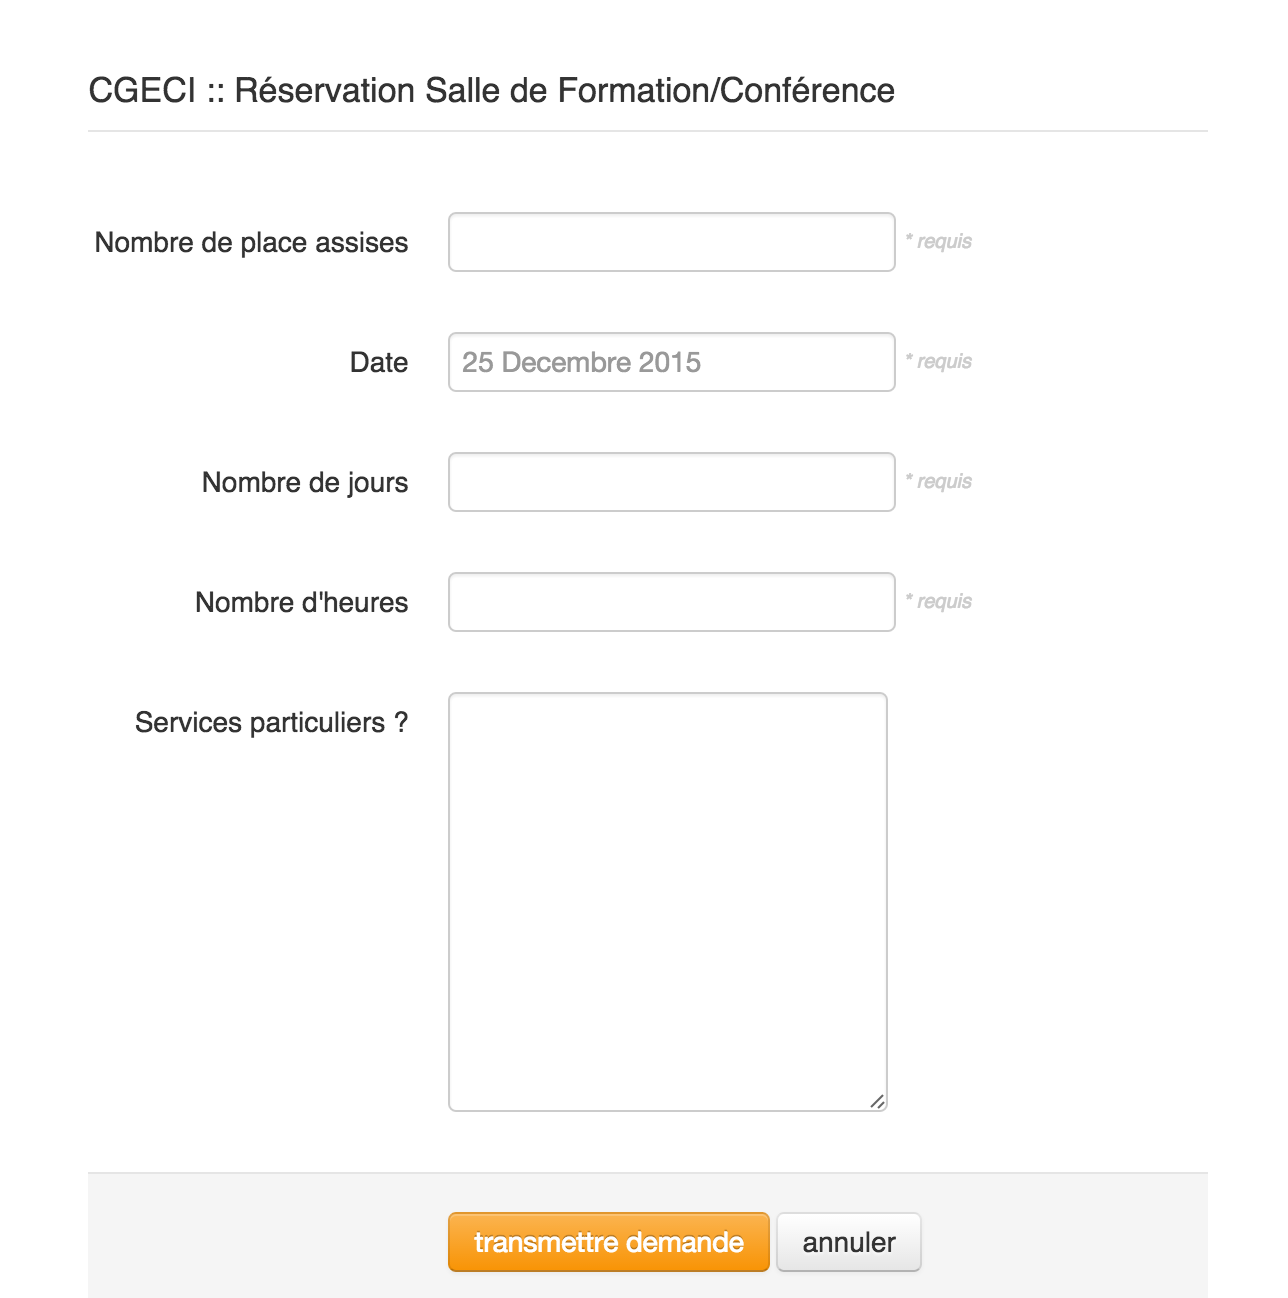 CGECI :: Réservation Salle de Formation/Conférence
Nombre de place assises * requis
Date 25 Decembre 2015 * requis
Nombre de jours * requis
Nombre d'heures * requis
Services particuliers ?
transmettre demande annuler